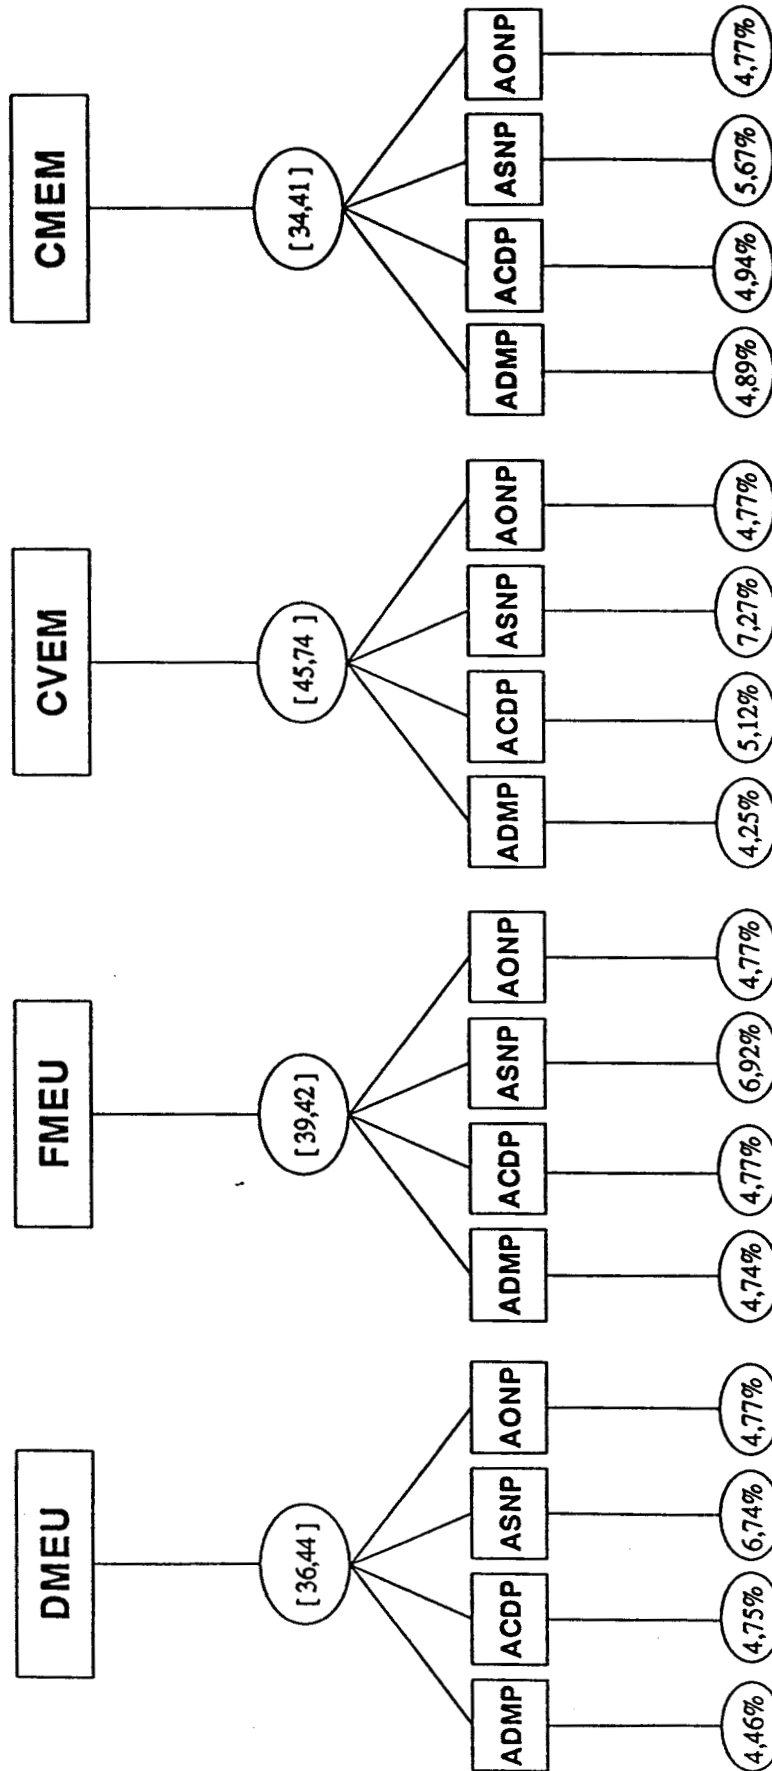 DMEU FMEU CVEM CMEM
[36,44] [39,42] [45,74] [34,41]
ADMP ACDP ASNP AONP ADMP ACDP ASNP AONP ADMP ACDP ASNP AONP ADMP ACDP ASNP AONP
4,46% 4,75% 6,74% 4,77% 4,74% 4,77% 6,92% 4,77% 4,25% 5,12% 7,27% 4,77% 4,89% 4,94% 5,67% 4,77%